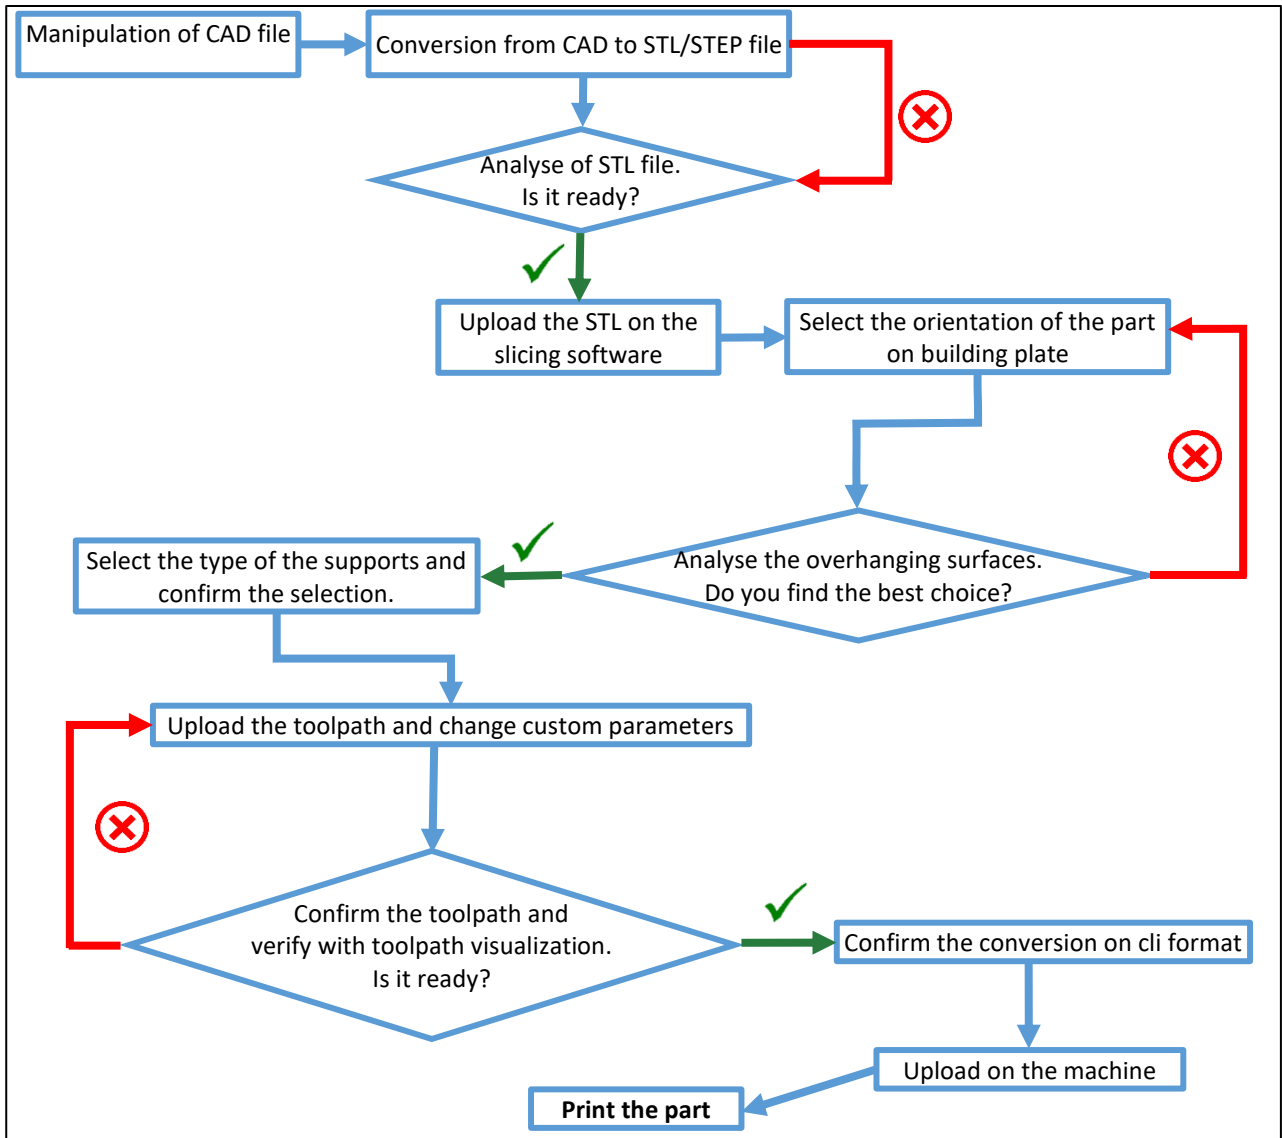 Manipulation of CAD file
Conversion from CAD to STL/STEP file
Analyse of STL file.
Is it ready?
Upload the STL on the
slicing software
Select the orientation of the part
on building plate
Select the type of the supports and
confirm the selection.
Analyse the overhanging surfaces.
Do you find the best choice?
Upload the toolpath and change custom parameters
Confirm the toolpath and
verify with toolpath visualization.
Is it ready?
Confirm the conversion on cli format
Upload on the machine
Print the part